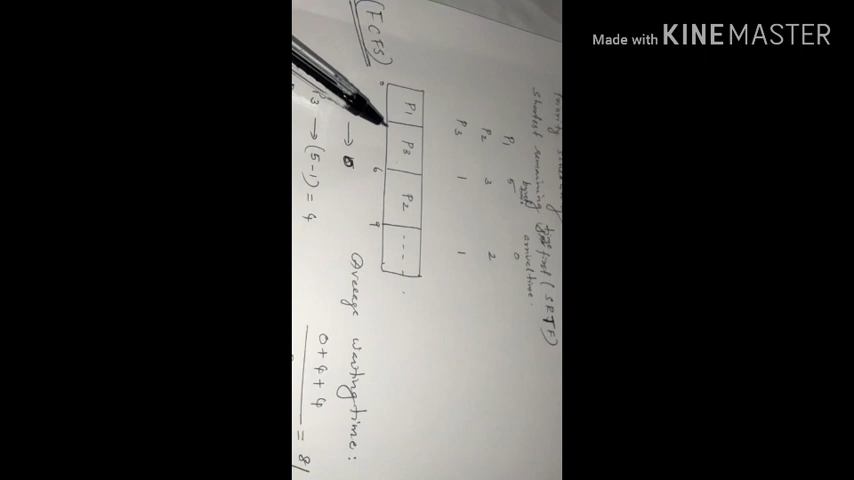 Made with KINEMASTER
shortest remaining first (SRTF)
burst arrival time.
P1 5 0
P2 3 2
P3 1 1
P1 P3 P2 ----
0 6 9
(FCFS)
→
Average waiting time:
P3 → (5-1) = 4
0+4+4
= 8/